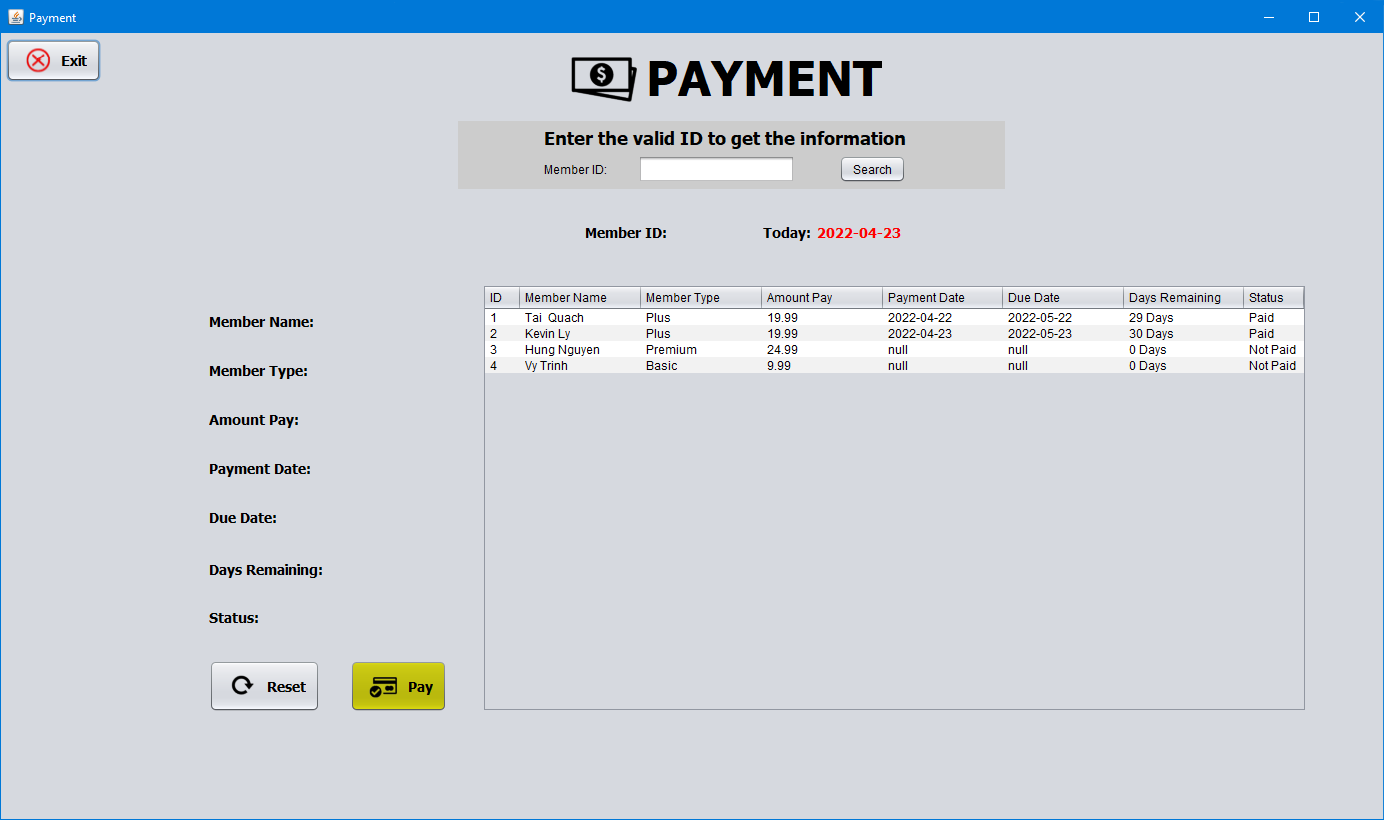 Payment
Exit
$ PAYMENT
Enter the valid ID to get the information
Member ID: Search
Member ID: Today: 2022-04-23
ID Member Name Member Type Amount Pay Payment Date Due Date Days Remaining Status
1 Tai  Quach Plus 19.99 2022-04-22 2022-05-22 29 Days Paid
2 Kevin Ly Plus 19.99 2022-04-23 2022-05-23 30 Days Paid
3 Hung Nguyen Premium 24.99 null null 0 Days Not Paid
4 Vy Trinh Basic 9.99 null null 0 Days Not Paid
Member Name:
Member Type:
Amount Pay:
Payment Date:
Due Date:
Days Remaining:
Status:
Reset Pay